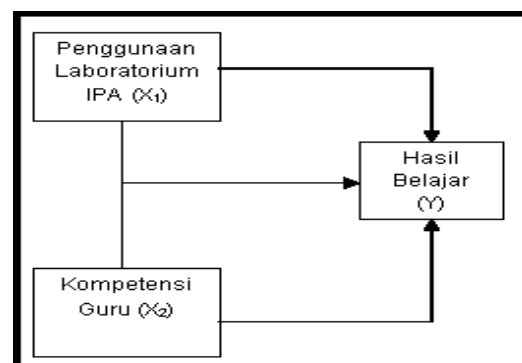 Penggunaan
Laboratorium
IPA (X₁)
Hasil
Belajar
(Y)
Kompetensi
Guru (X₂)